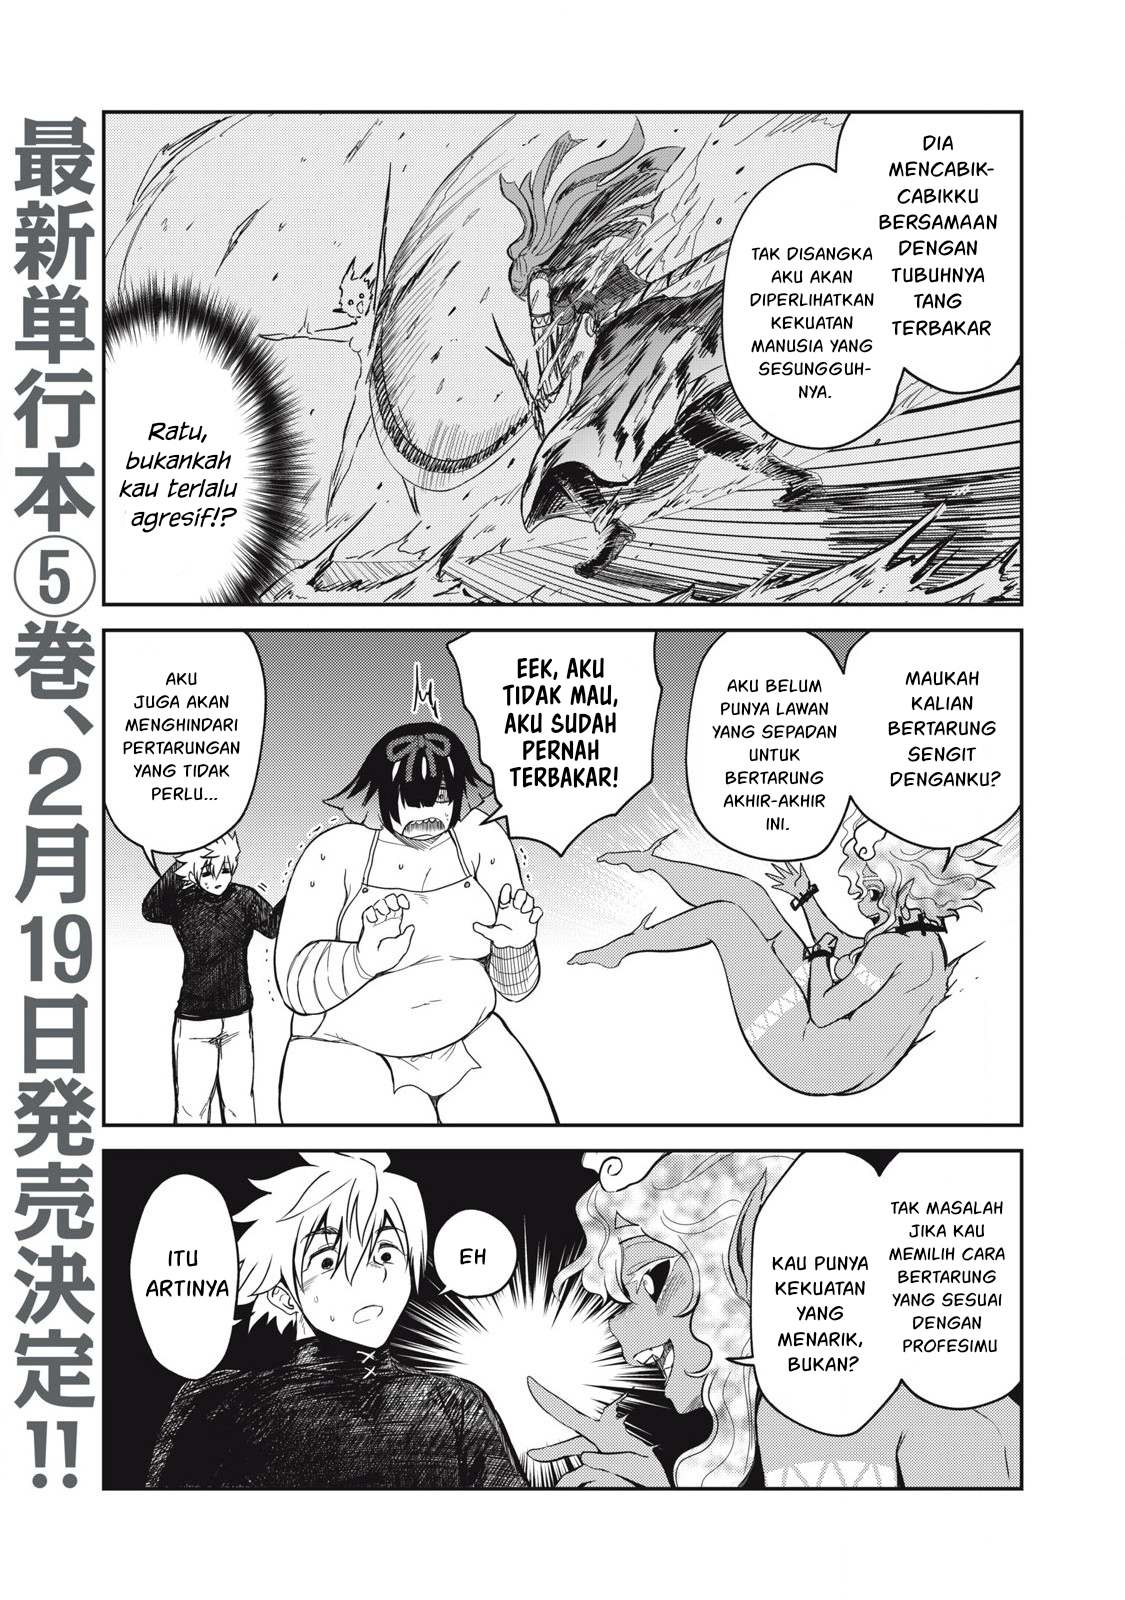 DIA
MENCABIK-
CABIKKU
BERSAMAAN
DENGAN
TUBUHNYA
TANG
TERBAKAR
TAK DISANGKA
AKU AKAN
DIPERLIHATKAN
KEKUATAN
MANUSIA YANG
SESUNGGUH-
NYA.
Ratu,
bukankah
kau terlalu
agresif!?
MAUKAH
KALIAN
BERTARUNG
SENGIT
DENGANKU?
AKU BELUM
PUNYA LAWAN
YANG SEPADAN
UNTUK
BERTARUNG
AKHIR-AKHIR
INI.
EEK, AKU
TIDAK MAU,
AKU SUDAH
PERNAH
TERBAKAR!
AKU
JUGA AKAN
MENGHINDARI
PERTARUNGAN
YANG TIDAK
PERLU...
TAK MASALAH
JIKA KAU
MEMILIH CARA
BERTARUNG
YANG SESUAI
DENGAN
PROFESIMU
KAU PUNYA
KEKUATAN
YANG
MENARIK,
BUKAN?
EH
ITU
ARTINYA
最新単行本⑤巻、2月19日発売決定!!